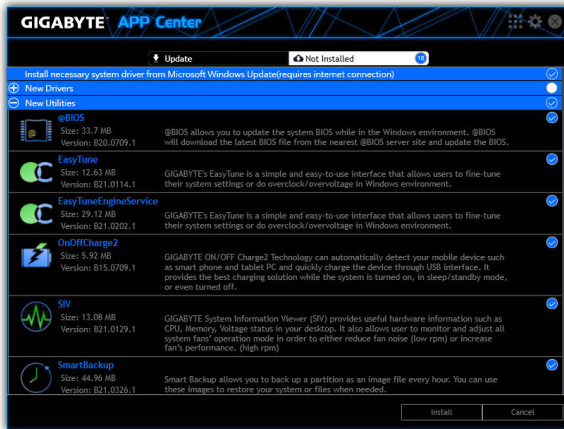 GIGABYTE™ APP Center
Update
Not Installed 18
Install necessary system driver from Microsoft Windows Update(requires internet connection)
New Drivers
New Utilities
@BIOS
Size: 33.7 MB
Version: B20.0709.1
@BIOS allows you to update the system BIOS while in the Windows environment. @BIOS
will download the latest BIOS file from the nearest @BIOS server site and update the BIOS.
EasyTune
Size: 12.63 MB
Version: B21.0114.1
GIGABYTE's EasyTune is a simple and easy-to-use interface that allows users to fine-tune
their system settings or do overclock/overvoltage in Windows environment.
EasyTuneEngineService
Size: 29.12 MB
Version: B21.0202.1
GIGABYTE's EasyTune is a simple and easy-to-use interface that allows users to fine-tune
their system settings or do overclock/overvoltage in Windows environment.
OnOffCharge2
Size: 5.92 MB
Version: B15.0709.1
GIGABYTE ON/OFF Charge2 Technology can automatically detect your mobile device such
as smart phone and tablet PC and quickly charge the device through USB interface. It
provides the best charging solution while the system is turned on, in sleep/standby mode,
or even turned off.
SIV
Size: 13.08 MB
Version: B21.0129.1
GIGABYTE System Information Viewer (SIV) provides useful hardware information such as
CPU, Memory, Voltage status in your desktop. It also allows user to monitor and adjust all
system fans' operation mode in order to either reduce fan noise (low rpm) or increase
fan's performance. (high rpm)
SmartBackup
Size: 44.96 MB
Version: B21.0326.1
Smart Backup allows you to back up a partition as an image file every hour. You can use
these images to restore your system or files when needed.
Install
Cancel